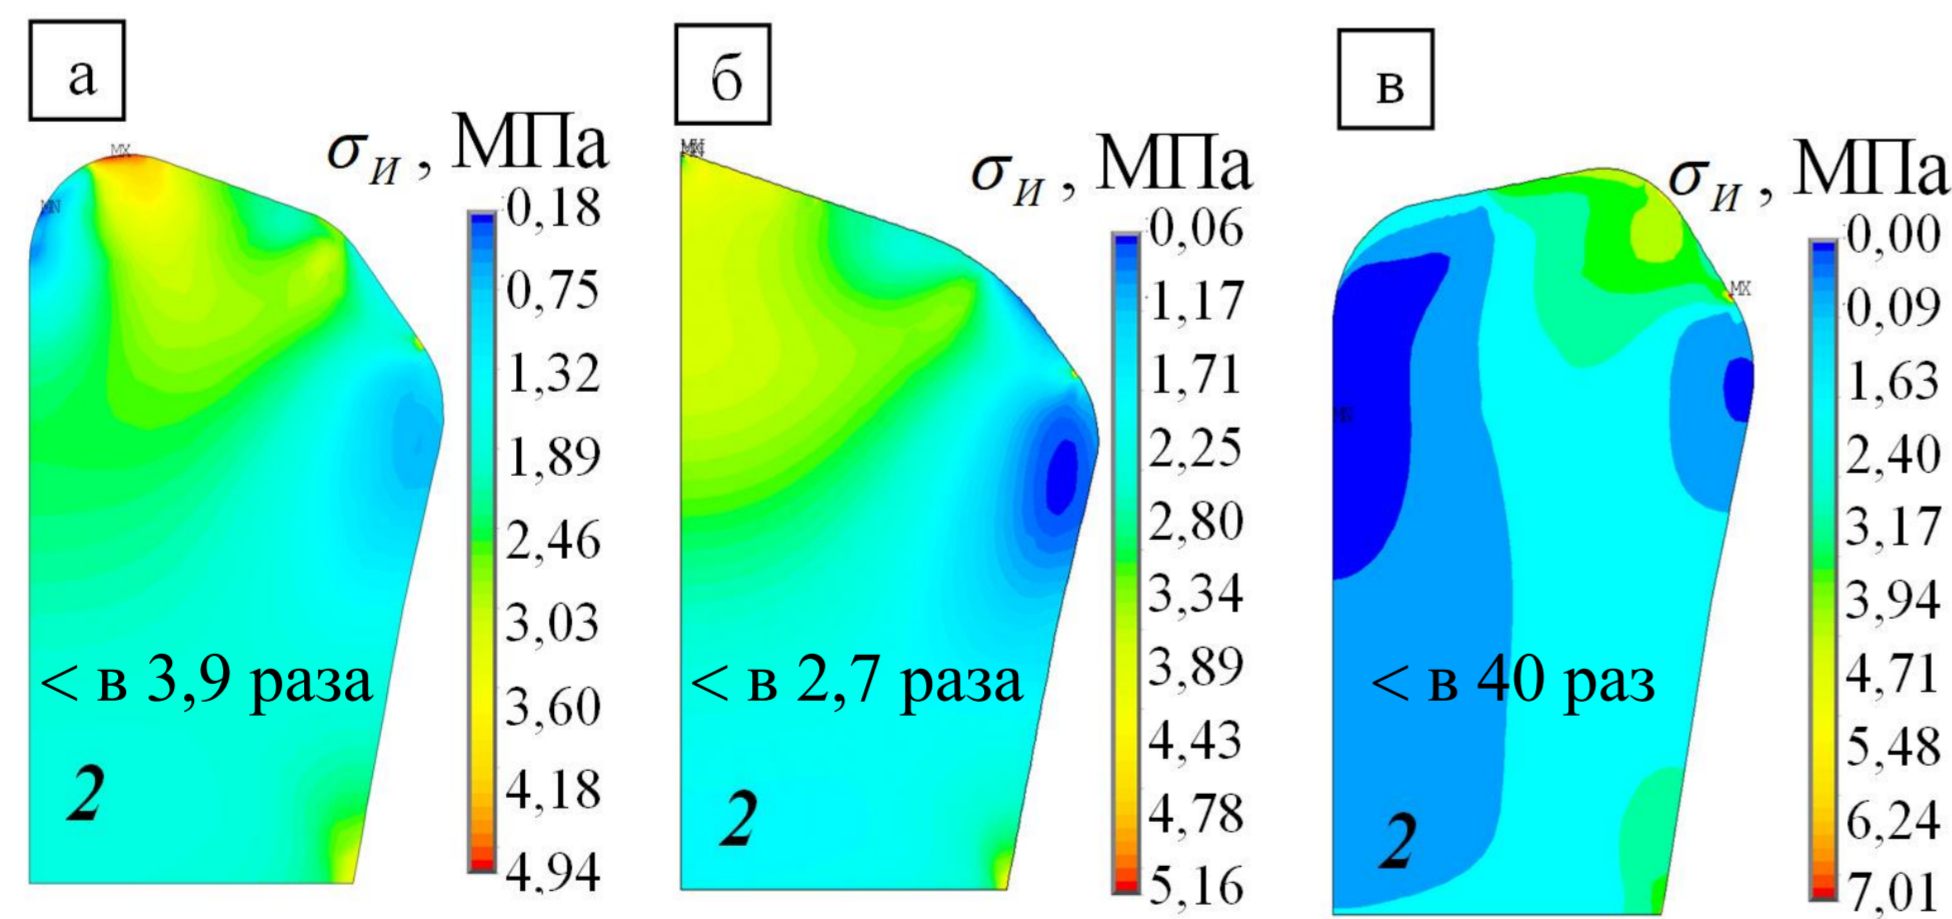 а
σИ , МПа
MX
MN
0,18
0,75
1,32
1,89
2,46
3,03
3,60
4,18
4,94
< в 3,9 раза
2
б
σИ , МПа
0,06
1,17
1,71
2,25
2,80
3,34
3,89
4,43
4,78
5,16
< в 2,7 раза
2
в
σИ , МПа
MX
0,00
0,09
1,63
2,40
3,17
3,94
4,71
5,48
6,24
7,01
< в 40 раз
2